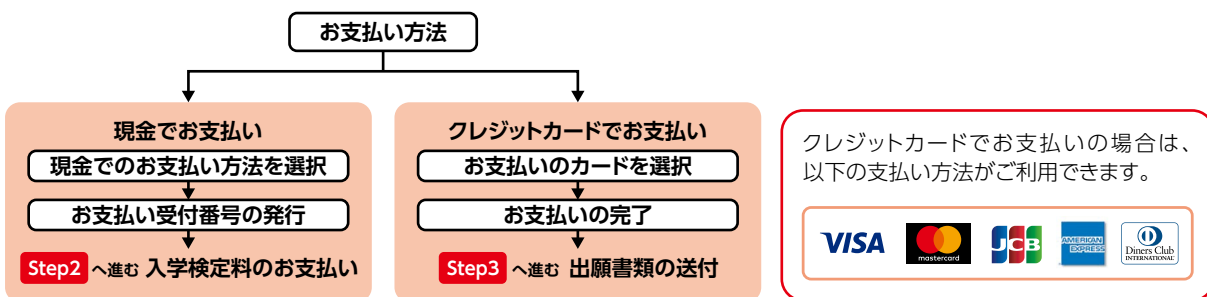 お支払い方法
現金でお支払い
現金でのお支払い方法を選択
お支払い受付番号の発行
Step2 へ進む 入学検定料のお支払い
クレジットカードでお支払い
お支払いのカードを選択
お支払いの完了
Step3 へ進む 出願書類の送付
クレジットカードでお支払いの場合は、
以下の支払い方法がご利用できます。
VISA
mastercard
JCB
AMERICAN
EXPRESS
Diners Club
INTERNATIONAL